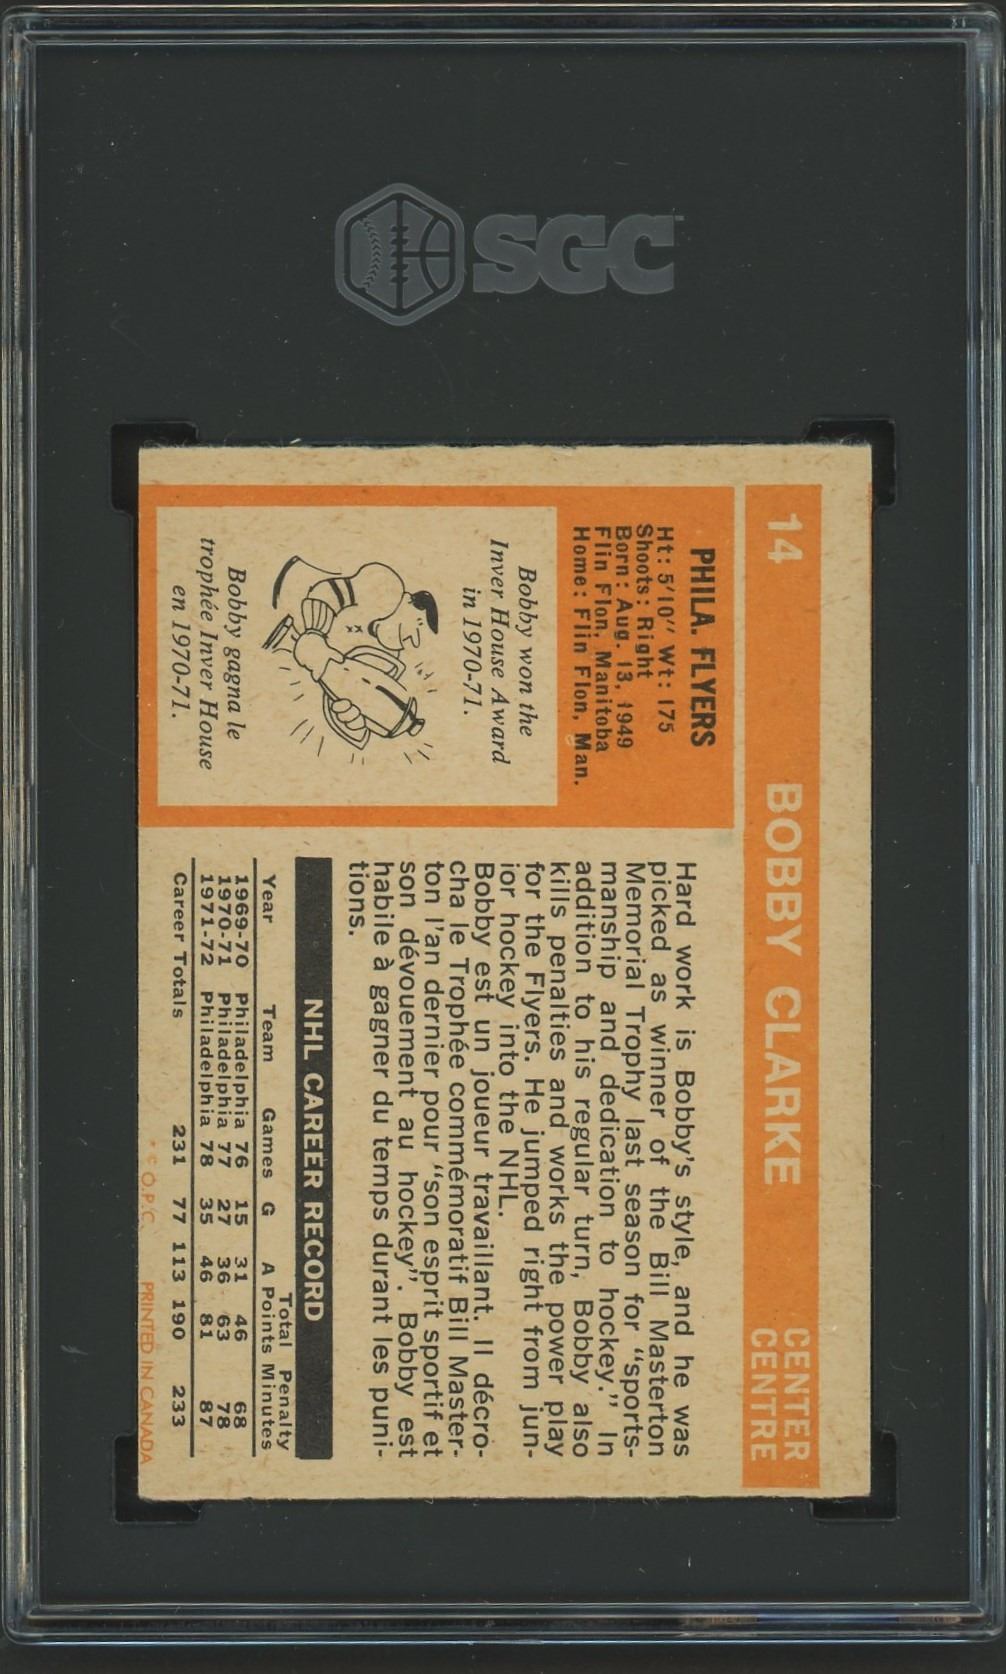 SGC
14 BOBBY CLARKE CENTER
CENTRE
PHILA. FLYERS
Ht: 5'10" Wt: 175
Shoots: Right
Born: Aug. 13, 1949
Flin Flon, Manitoba
Home: Flin Flon, Man.
Bobby won the
Inver House Award
in 1970-71.
Bobby gagna le
trophée Inver House
en 1970-71.
Hard work is Bobby's style, and he was
picked as winner of the Bill Masterton
Memorial Trophy last season for "sports-
manship and dedication to hockey." In
addition to his regular turn, Bobby also
kills penalties and works the power play
for the Flyers. He jumped right from jun-
ior hockey into the NHL.
Bobby est un joueur travaillant. Il décro-
cha le Trophée commémoratif Bill Master-
ton l'an dernier pour "son esprit sportif et
son dévouement au hockey". Bobby est
habile à gagner du temps durant les puni-
tions.
NHL CAREER RECORD
Total Penalty-
Year Team Games G A Points Minutes
1969-70 Philadelphia 76 15 31 46 68
1970-71 Philadelphia 77 27 36 63 78
1971-72 Philadelphia 78 35 46 81 87
Career Totals 231 77 113 190 233
* © O.P.C. PRINTED IN CANADA